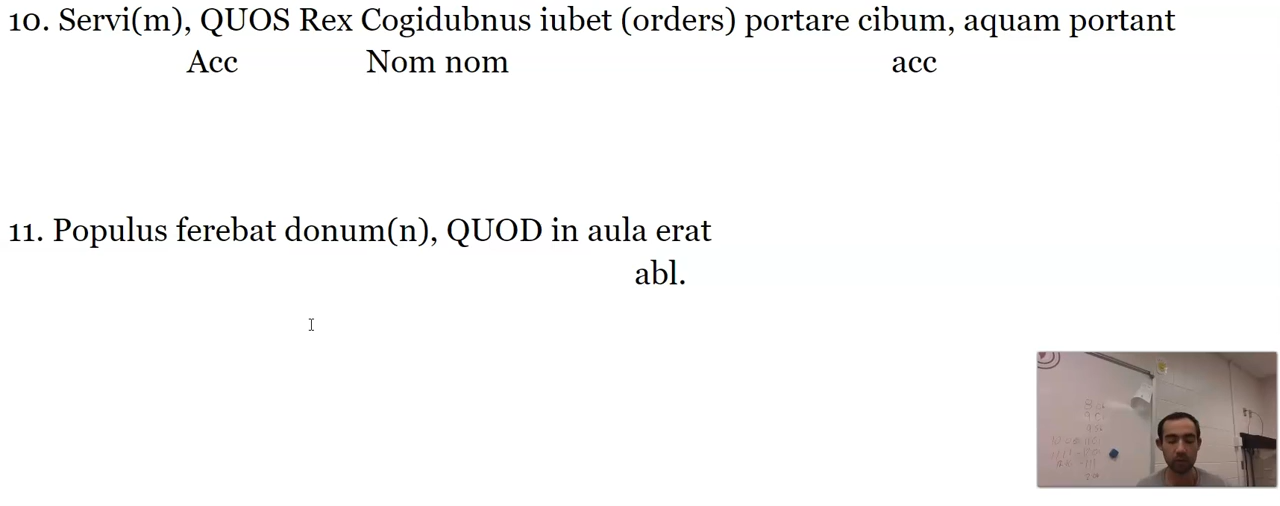 10. Servi(m), QUOS Rex Cogidubnus iubet (orders) portare cibum, aquam portant
Acc Nom nom acc
11. Populus ferebat donum(n), QUOD in aula erat
abl.